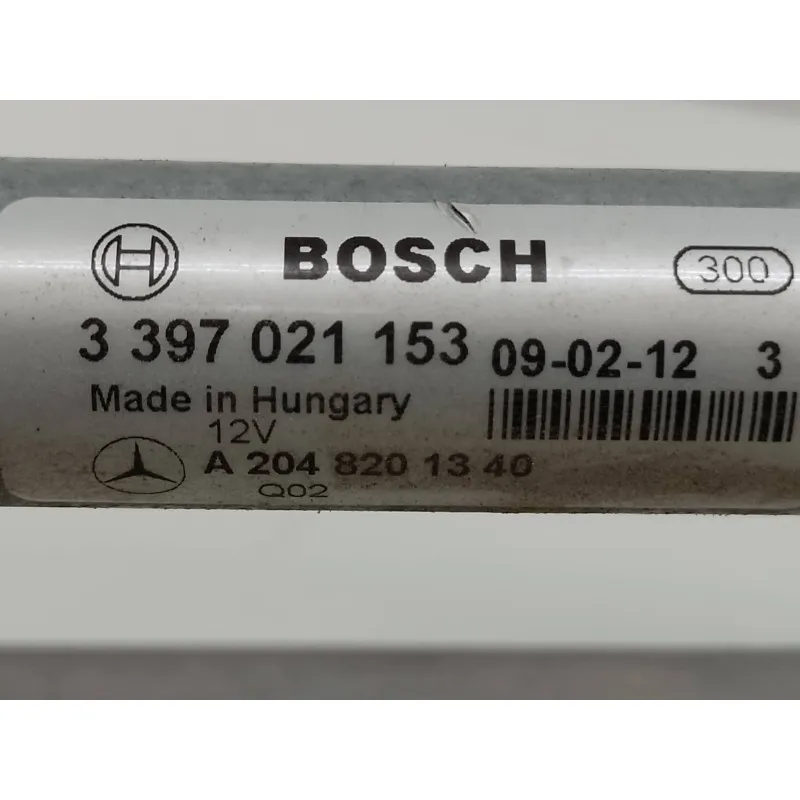 BOSCH 300
3 397 021 153 09-02-12 3
Made in Hungary
12V
A 204 820 13 40
Q02